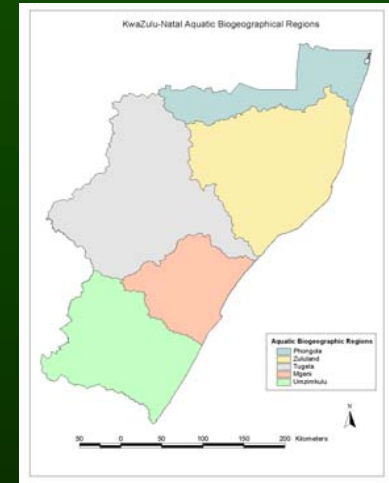 KwaZulu-Natal Aquatic Biogeographical Regions
Aquatic Biogeographic Regions
Phongola
Zululand
Tugela
Mgeni
Umzimkulu
N
50 0 50 100 150 200 Kilometers